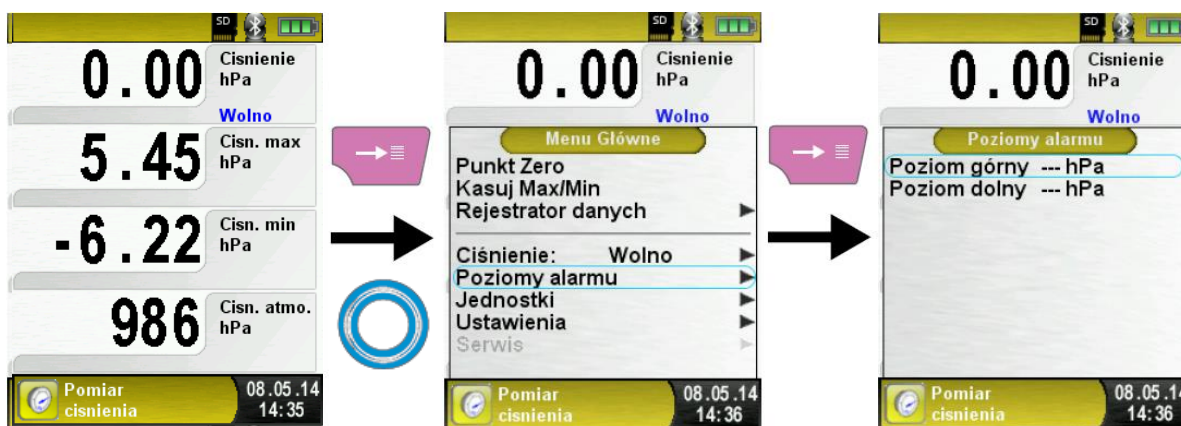 SD
0.00
Cisnienie
hPa
Wolno
5.45
Cisn. max
hPa
-6.22
Cisn. min
hPa
986
Cisn. atmo.
hPa
Pomiar
cisnienia
08.05.14
14:35
SD
0.00
Cisnienie
hPa
Wolno
Menu Główne
Punkt Zero
Kasuj Max/Min
Rejestrator danych
Ciśnienie: Wolno
Poziomy alarmu
Jednostki
Ustawienia
Serwis
Pomiar
cisnienia
08.05.14
14:36
SD
0.00
Cisnienie
hPa
Wolno
Poziomy alarmu
Poziom górny --- hPa
Poziom dolny --- hPa
Pomiar
cisnienia
08.05.14
14:36